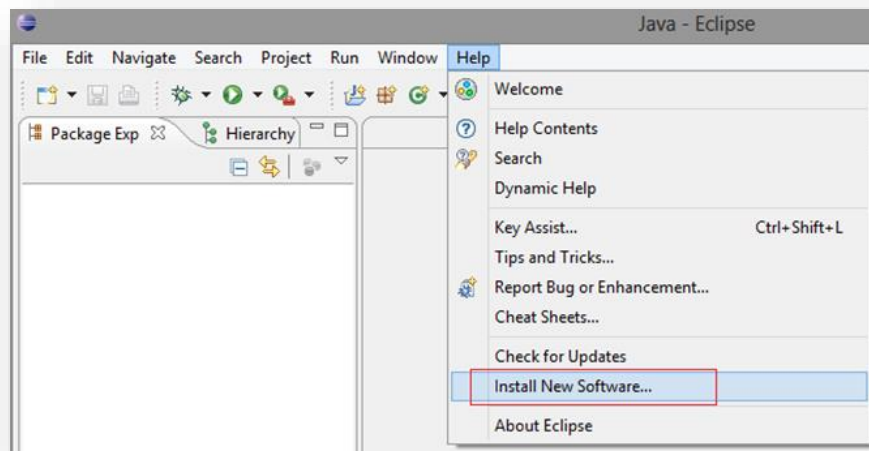 Java - Eclipse
File Edit Navigate Search Project Run Window Help
Package Exp Hierarchy
Welcome
Help Contents
Search
Dynamic Help
Key Assist... Ctrl+Shift+L
Tips and Tricks...
Report Bug or Enhancement...
Cheat Sheets...
Check for Updates
Install New Software...
About Eclipse